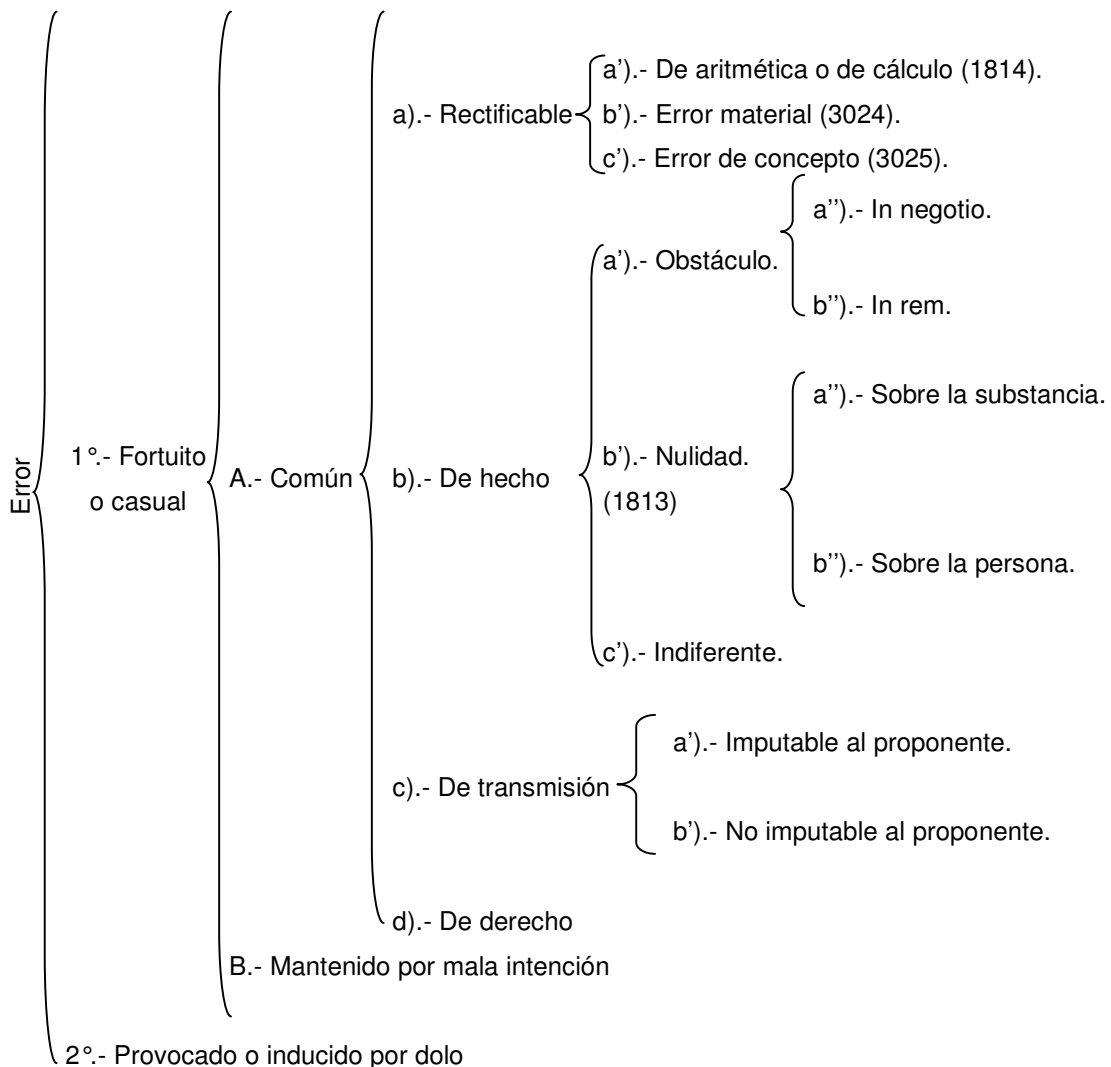 Error
1°.- Fortuito
o casual
A.- Común
a).- Rectificable
a').- De aritmética o de cálculo (1814).
b').- Error material (3024).
c').- Error de concepto (3025).
b).- De hecho
a').- Obstáculo.
a'').- In negotio.
b'').- In rem.
b').- Nulidad.
(1813)
a'').- Sobre la substancia.
b'').- Sobre la persona.
c').- Indiferente.
c).- De transmisión
a').- Imputable al proponente.
b').- No imputable al proponente.
d).- De derecho
B.- Mantenido por mala intención
2°.- Provocado o inducido por dolo